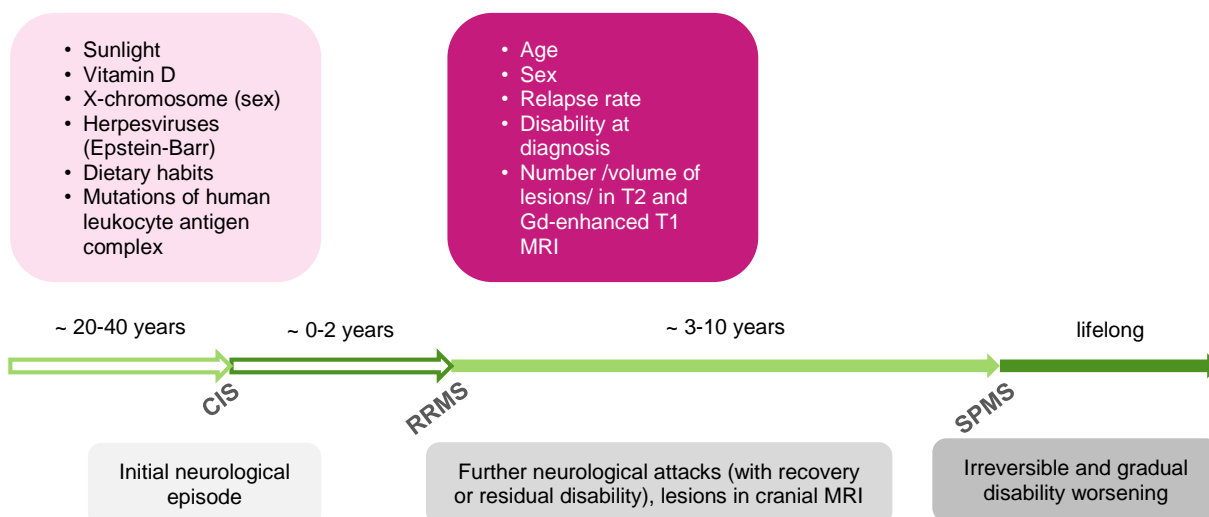 • Sunlight
• Vitamin D
• X-chromosome (sex)
• Herpesviruses
(Epstein-Barr)
• Dietary habits
• Mutations of human
leukocyte antigen
complex
• Age
• Sex
• Relapse rate
• Disability at
diagnosis
• Number /volume of
lesions/ in T2 and
Gd-enhanced T1
MRI
~ 20-40 years
~ 0-2 years
~ 3-10 years
lifelong
CIS
RRMS
SPMS
Initial neurological
episode
Further neurological attacks (with recovery
or residual disability), lesions in cranial MRI
Irreversible and gradual
disability worsening